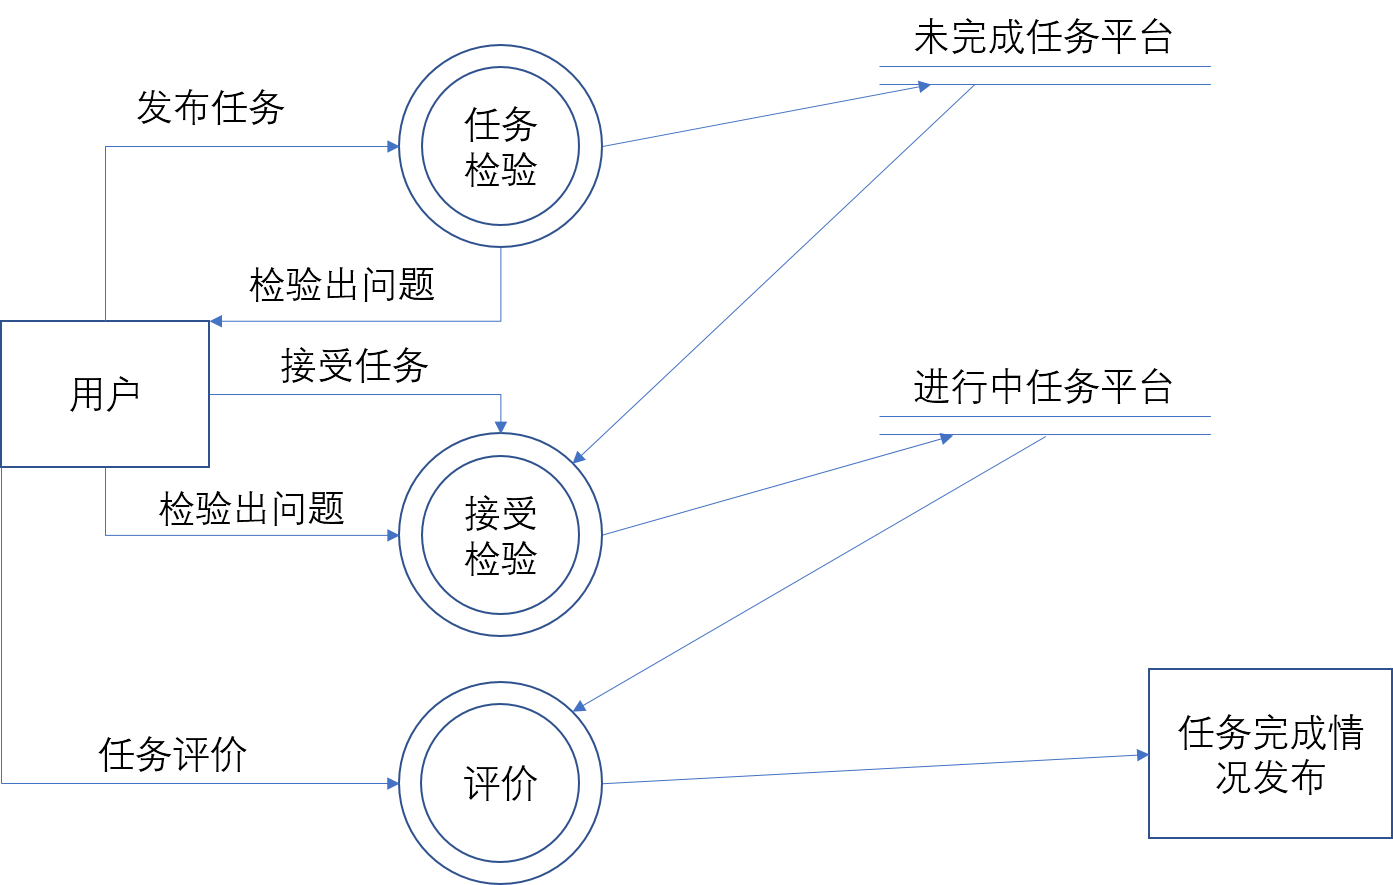 未完成任务平台
发布任务
任务
检验
检验出问题
接受任务
进行中任务平台
用户
检验出问题
接受
检验
任务评价
评价
任务完成情
况发布